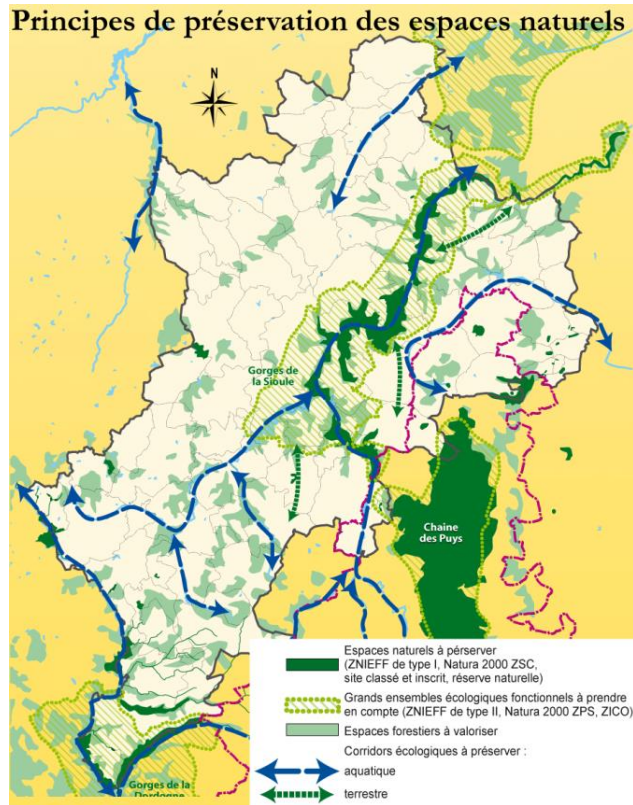 Principes de préservation des espaces naturels
N
Gorges de
la Sioule
Chaine
des Puys
Gorges de la
Dordogne
Espaces naturels à pérserver
(ZNIEFF de type I, Natura 2000 ZSC,
site classé et inscrit, réserve naturelle)
Grands ensembles écologiques fonctionnels à prendre
en compte (ZNIEFF de type II, Natura 2000 ZPS, ZICO)
Espaces forestiers à valoriser
Corridors écologiques à préserver :
aquatique
terrestre